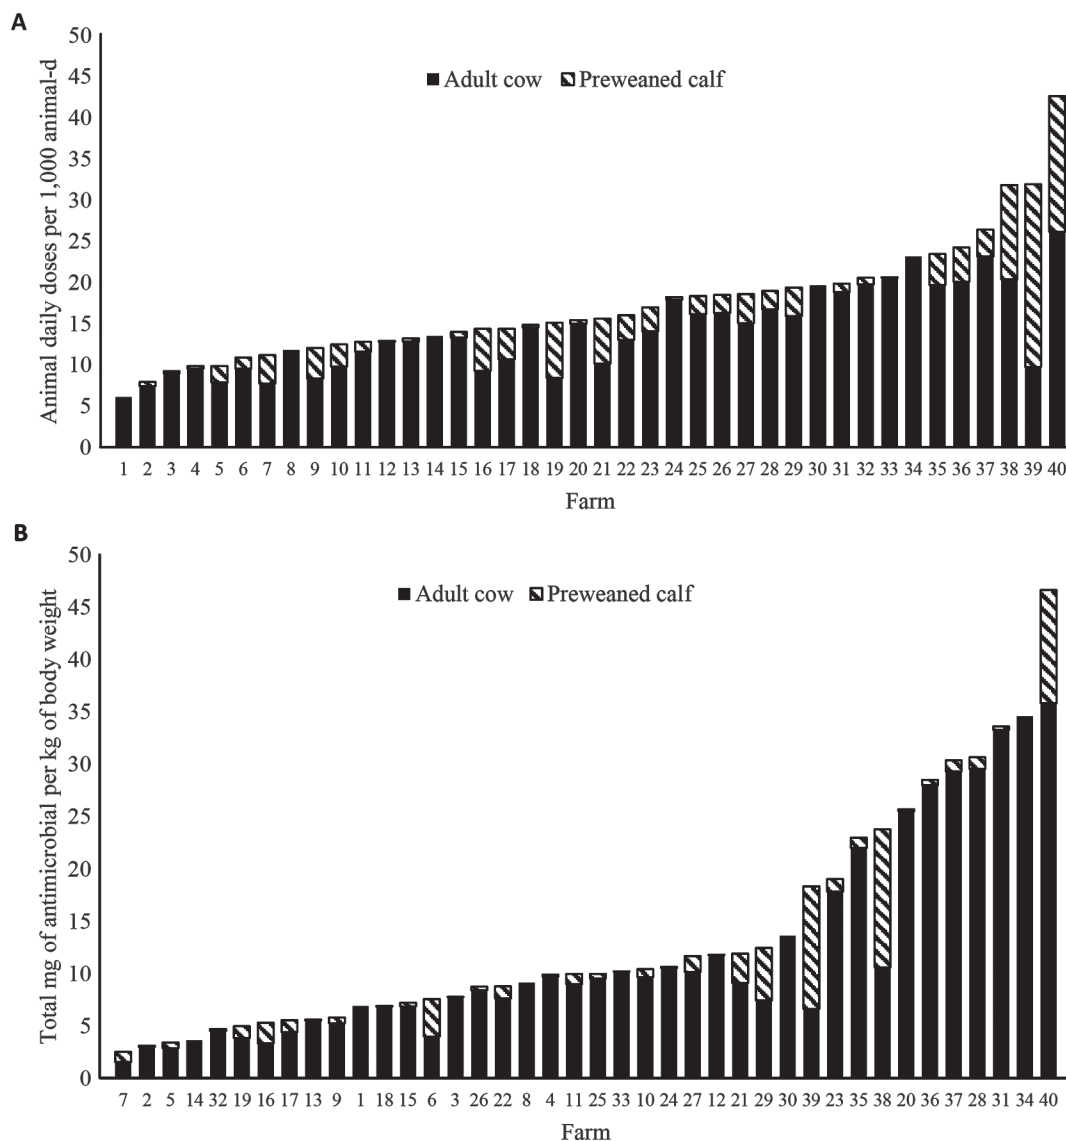 A
Animal daily doses per 1,000 animal-d
50
45
40
35
30
25
20
15
10
5
0
Adult cow Preweaned calf
1 2 3 4 5 6 7 8 9 10 11 12 13 14 15 16 17 18 19 20 21 22 23 24 25 26 27 28 29 30 31 32 33 34 35 36 37 38 39 40
Farm
B
Total mg of antimicrobial per kg of body weight
50
45
40
35
30
25
20
15
10
5
0
Adult cow Preweaned calf
7 2 5 14 32 19 16 17 13 9 1 18 15 6 3 26 22 8 4 11 25 33 10 24 27 12 21 29 30 39 23 35 38 20 36 37 28 31 34 40
Farm